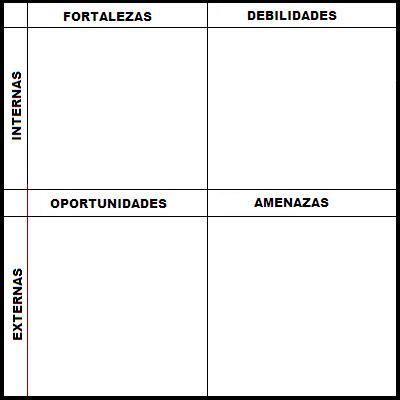 FORTALEZAS
DEBILIDADES
INTERNAS
OPORTUNIDADES
AMENAZAS
EXTERNAS